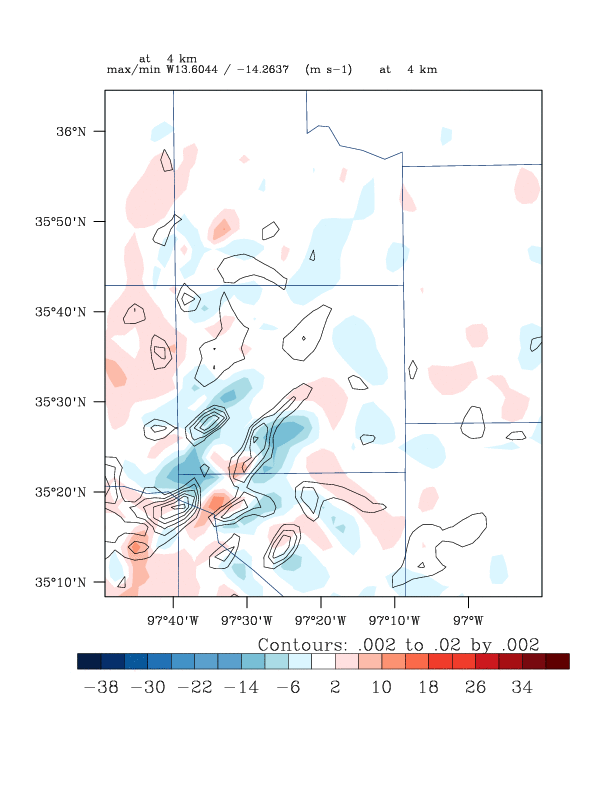 at 4 km
max/min W13.6044 / −14.2637 (m s−1) at 4 km
36°N
35°50'N
35°40'N
35°30'N
35°20'N
35°10'N
97°40'W 97°30'W 97°20'W 97°10'W 97°W
Contours: .002 to .02 by .002
−38 −30 −22 −14 −6 2 10 18 26 34